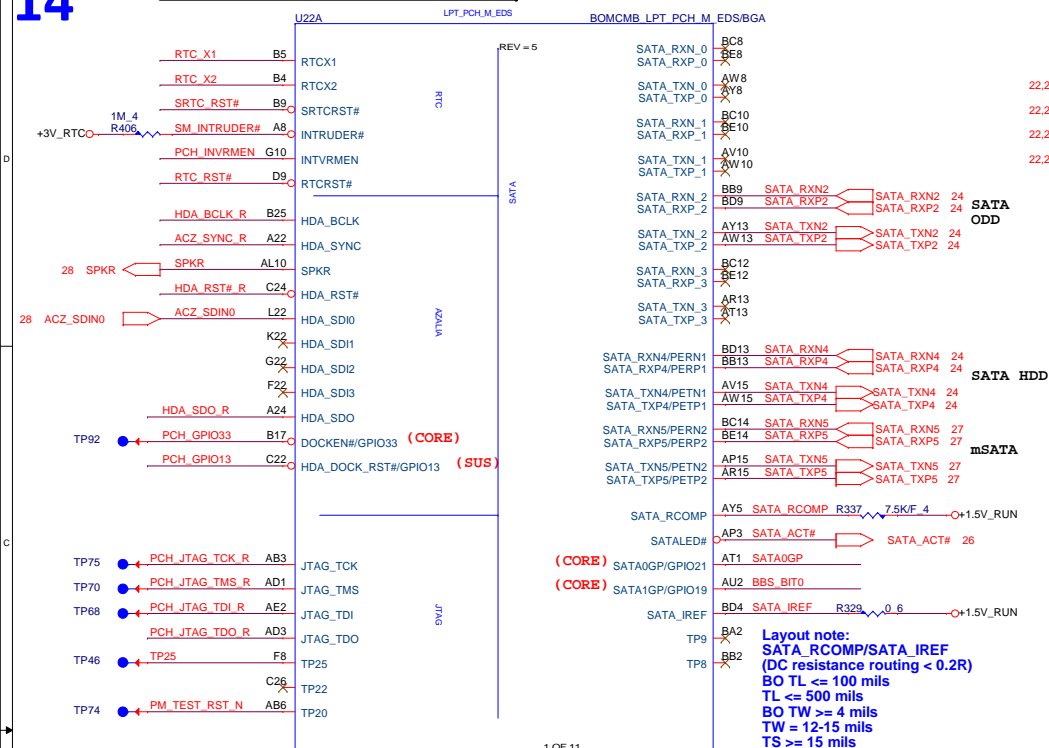 14
U22A
LPT_PCH_M_EDS
BOMCMB_LPT_PCH_M_EDS/BGA
REV = 5
RTC_X1 B5 RTCX1
RTC_X2 B4 RTCX2
SRTC_RST# B9 SRTCRST#
1M_4
+3V_RTC R406 SM_INTRUDER# A8 INTRUDER#
PCH_INVRMEN G10 INTVRMEN
RTC_RST# D9 RTCRST#
RTC
HDA_BCLK_R B25 HDA_BCLK
ACZ_SYNC_R A22 HDA_SYNC
28 SPKR SPKR AL10 SPKR
HDA_RST#_R C24 HDA_RST#
28 ACZ_SDIN0 ACZ_SDIN0 L22 HDA_SDI0
K22 HDA_SDI1
G22 HDA_SDI2
F22 HDA_SDI3
HDA_SDO_R A24 HDA_SDO
TP92 PCH_GPIO33 B17 DOCKEN#/GPIO33 (CORE)
PCH_GPIO13 C22 HDA_DOCK_RST#/GPIO13 (SUS)
AZALIA
TP75 PCH_JTAG_TCK_R AB3 JTAG_TCK
TP70 PCH_JTAG_TMS_R AD1 JTAG_TMS
TP68 PCH_JTAG_TDI_R AE2 JTAG_TDI
PCH_JTAG_TDO_R AD3 JTAG_TDO
TP46 TP25 F8 TP25
C26 TP22
TP74 PM_TEST_RST_N AB6 TP20
JTAG
SATA
SATA_RXN_0 BC8
SATA_RXP_0 BE8
SATA_TXN_0 AW8
SATA_TXP_0 AY8
SATA_RXN_1 BC10
SATA_RXP_1 BE10
SATA_TXN_1 AV10
SATA_TXP_1 AW10
SATA_RXN_2 BB9 SATA_RXN2 SATA_RXN2 24
SATA_RXP_2 BD9 SATA_RXP2 SATA_RXP2 24
SATA_TXN_2 AY13 SATA_TXN2 SATA_TXN2 24
SATA_TXP_2 AW13 SATA_TXP2 SATA_TXP2 24
SATA
ODD
SATA_RXN_3 BC12
SATA_RXP_3 BE12
SATA_TXN_3 AR13
SATA_TXP_3 AT13
SATA_RXN4/PERN1 BD13 SATA_RXN4 SATA_RXN4 24
SATA_RXP4/PERP1 BB13 SATA_RXP4 SATA_RXP4 24
SATA_TXN4/PETN1 AV15 SATA_TXN4 SATA_TXN4 24
SATA_TXP4/PETP1 AW15 SATA_TXP4 SATA_TXP4 24
SATA HDD
SATA_RXN5/PERN2 BC14 SATA_RXN5 SATA_RXN5 27
SATA_RXP5/PERP2 BE14 SATA_RXP5 SATA_RXP5 27
SATA_TXN5/PETN2 AP15 SATA_TXN5 SATA_TXN5 27
SATA_TXP5/PETP2 AR15 SATA_TXP5 SATA_TXP5 27
mSATA
SATA_RCOMP AY5 SATA_RCOMP R337 7.5K/F_4 +1.5V_RUN
SATALED# AP3 SATA_ACT# SATA_ACT# 26
(CORE) SATA0GP/GPIO21 AT1 SATA0GP
(CORE) SATA1GP/GPIO19 AU2 BBS_BIT0
SATA_IREF BD4 SATA_IREF R329 0_6 +1.5V_RUN
TP9 BA2
TP8 BB2
Layout note:
SATA_RCOMP/SATA_IREF
(DC resistance routing < 0.2R)
BO TL <= 100 mils
TL <= 500 mils
BO TW >= 4 mils
TW = 12-15 mils
TS >= 15 mils
1 OF 11
22,2
22,2
22,2
22,2
D
C